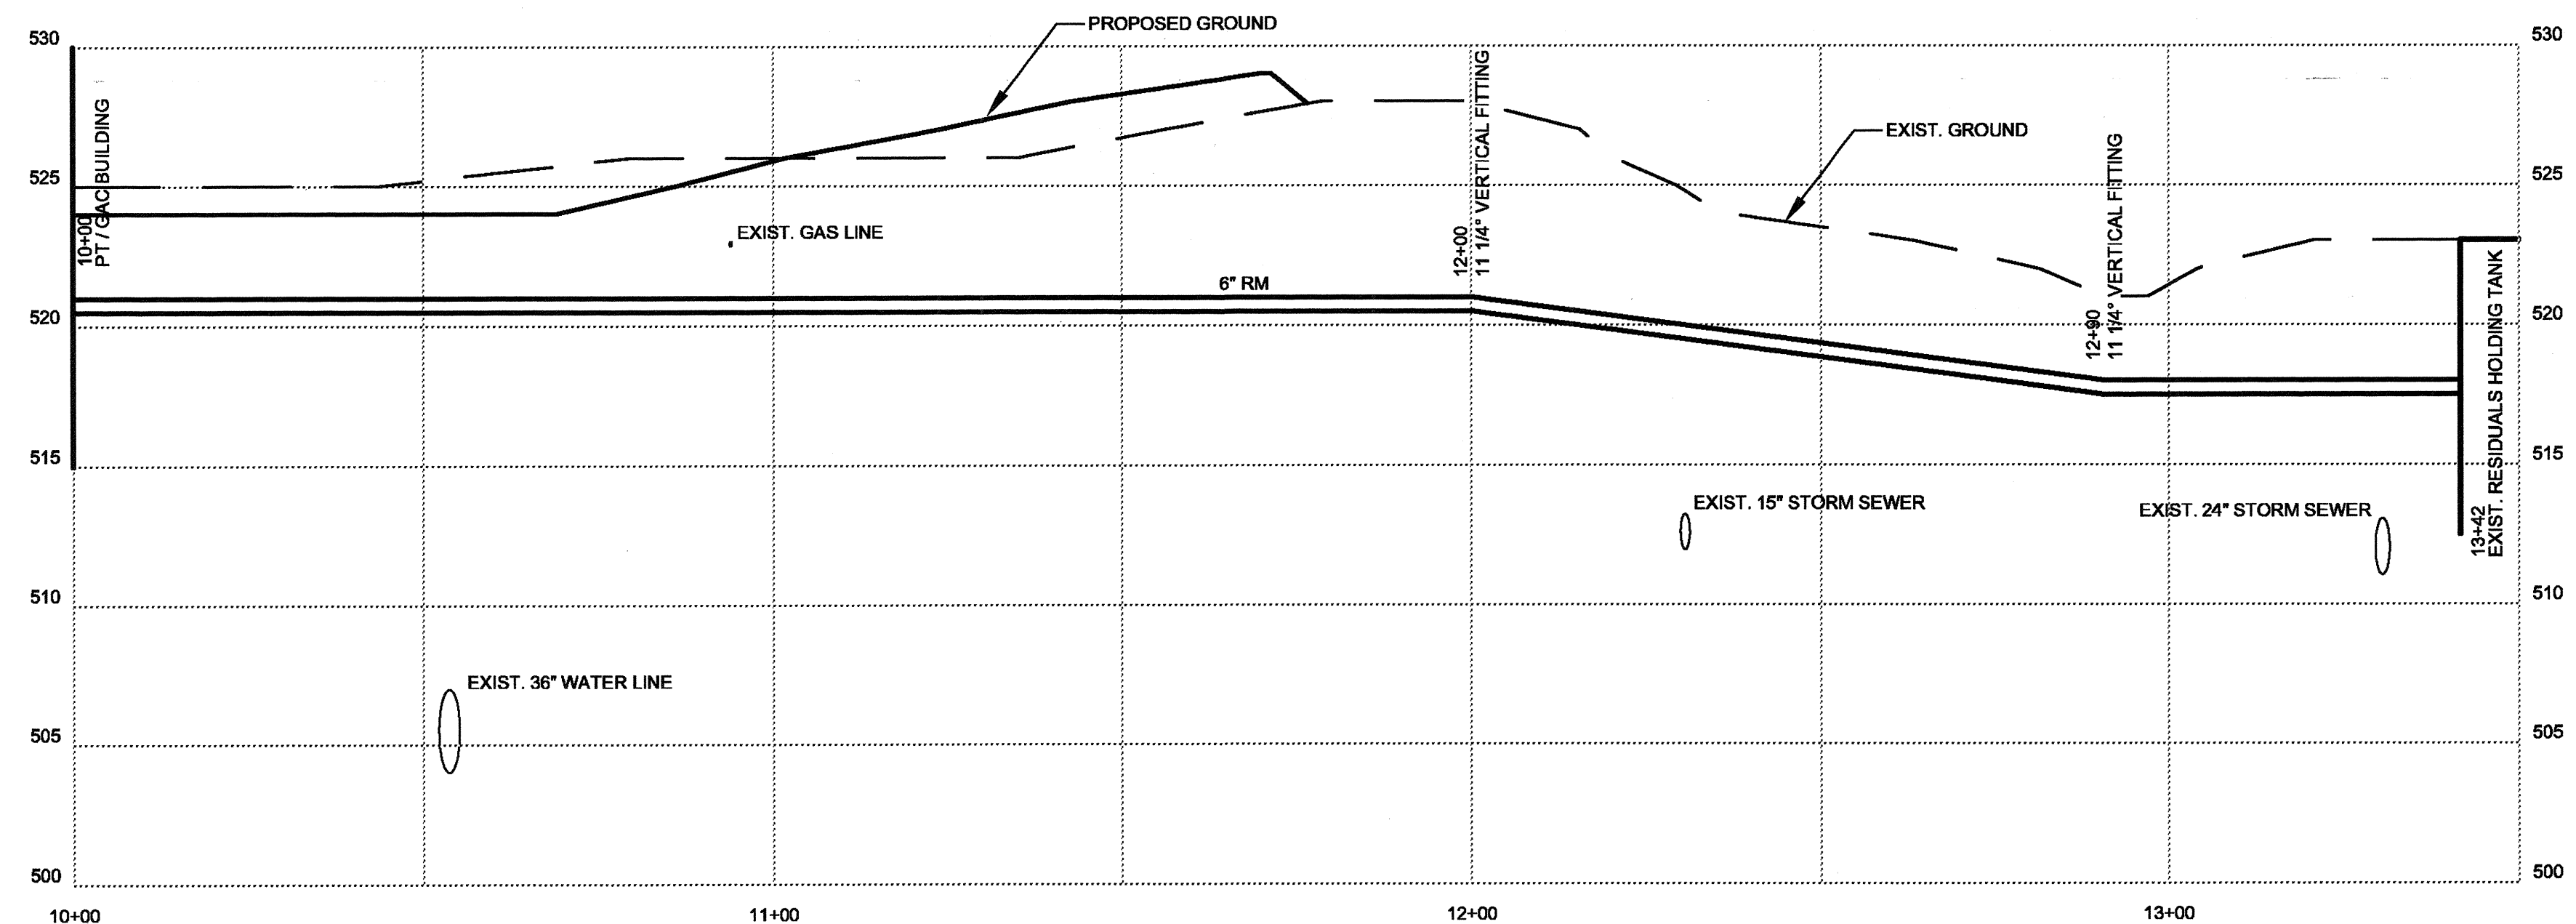 PROPOSED GROUND
530
530
10+00
PT / GAC BUILDING
12+00
11 1/4° VERTICAL FITTING
EXIST. GROUND
12+90
11 1/4° VERTICAL FITTING
525
525
EXIST. GAS LINE
6" RM
520
520
515
515
EXIST. 15" STORM SEWER
EXIST. 24" STORM SEWER
13+42
EXIST. RESIDUALS HOLDING TANK
510
510
EXIST. 36" WATER LINE
505
505
500
500
10+00
11+00
12+00
13+00